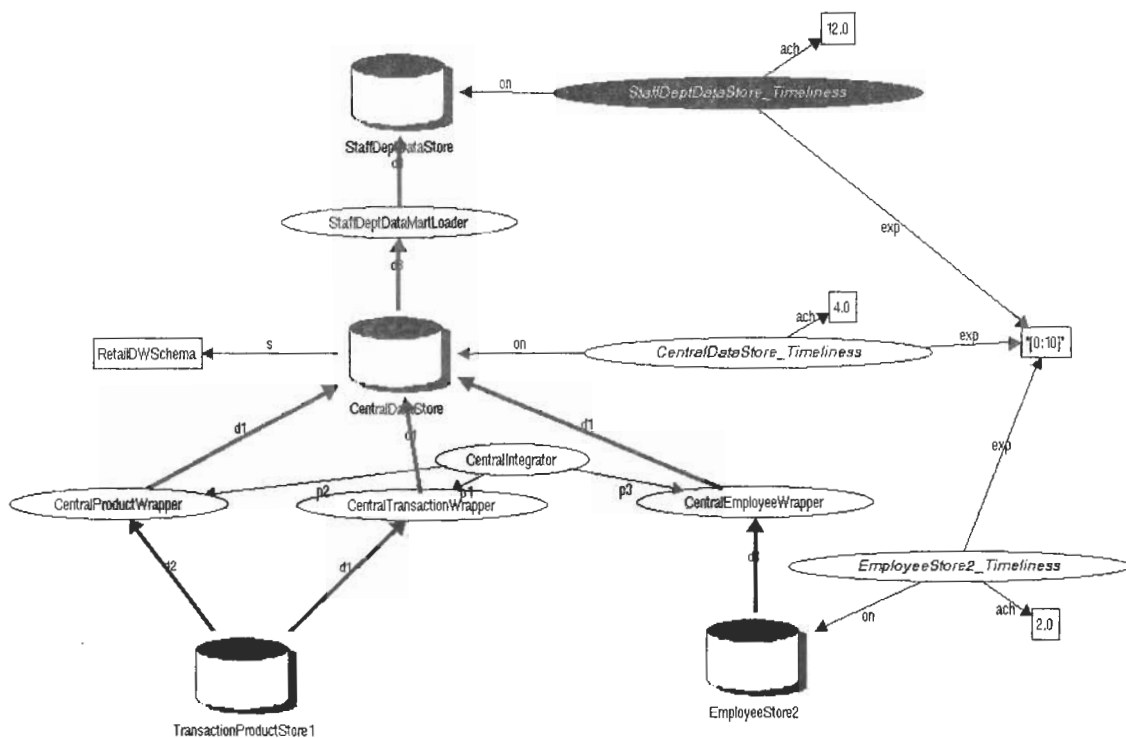 12.0
ach
on
StaffDeptDataStore_Timeliness
StaffDeptDataStore
StaffDeptDataMartLoader
exp
4.0
ach
RetailDWSchema
s
on
CentralDataStore_Timeliness
exp
"[0:10]"
CentralDataStore
d1
d1
d1
exp
CentralIntegrator
CentralProductWrapper
p2
CentralTransactionWrapper
p1
p3
CentralEmployeeWrapper
d2
d1
EmployeeStore2_Timeliness
on
ach
2.0
EmployeeStore2
TransactionProductStore1